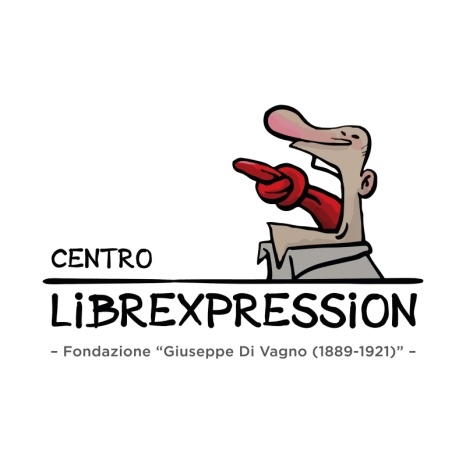 CENTRO
LiBREXPRESSiON
– Fondazione “Giuseppe Di Vagno (1889-1921)” –